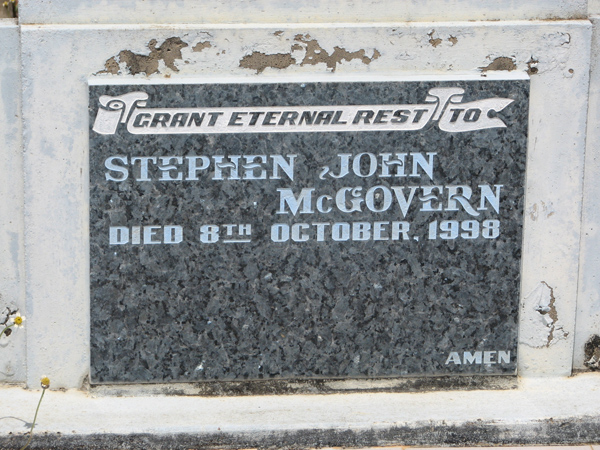 GRANT ETERNAL REST TO
STEPHEN JOHN
McGOVERN
DIED 8TH OCTOBER, 1998
AMEN